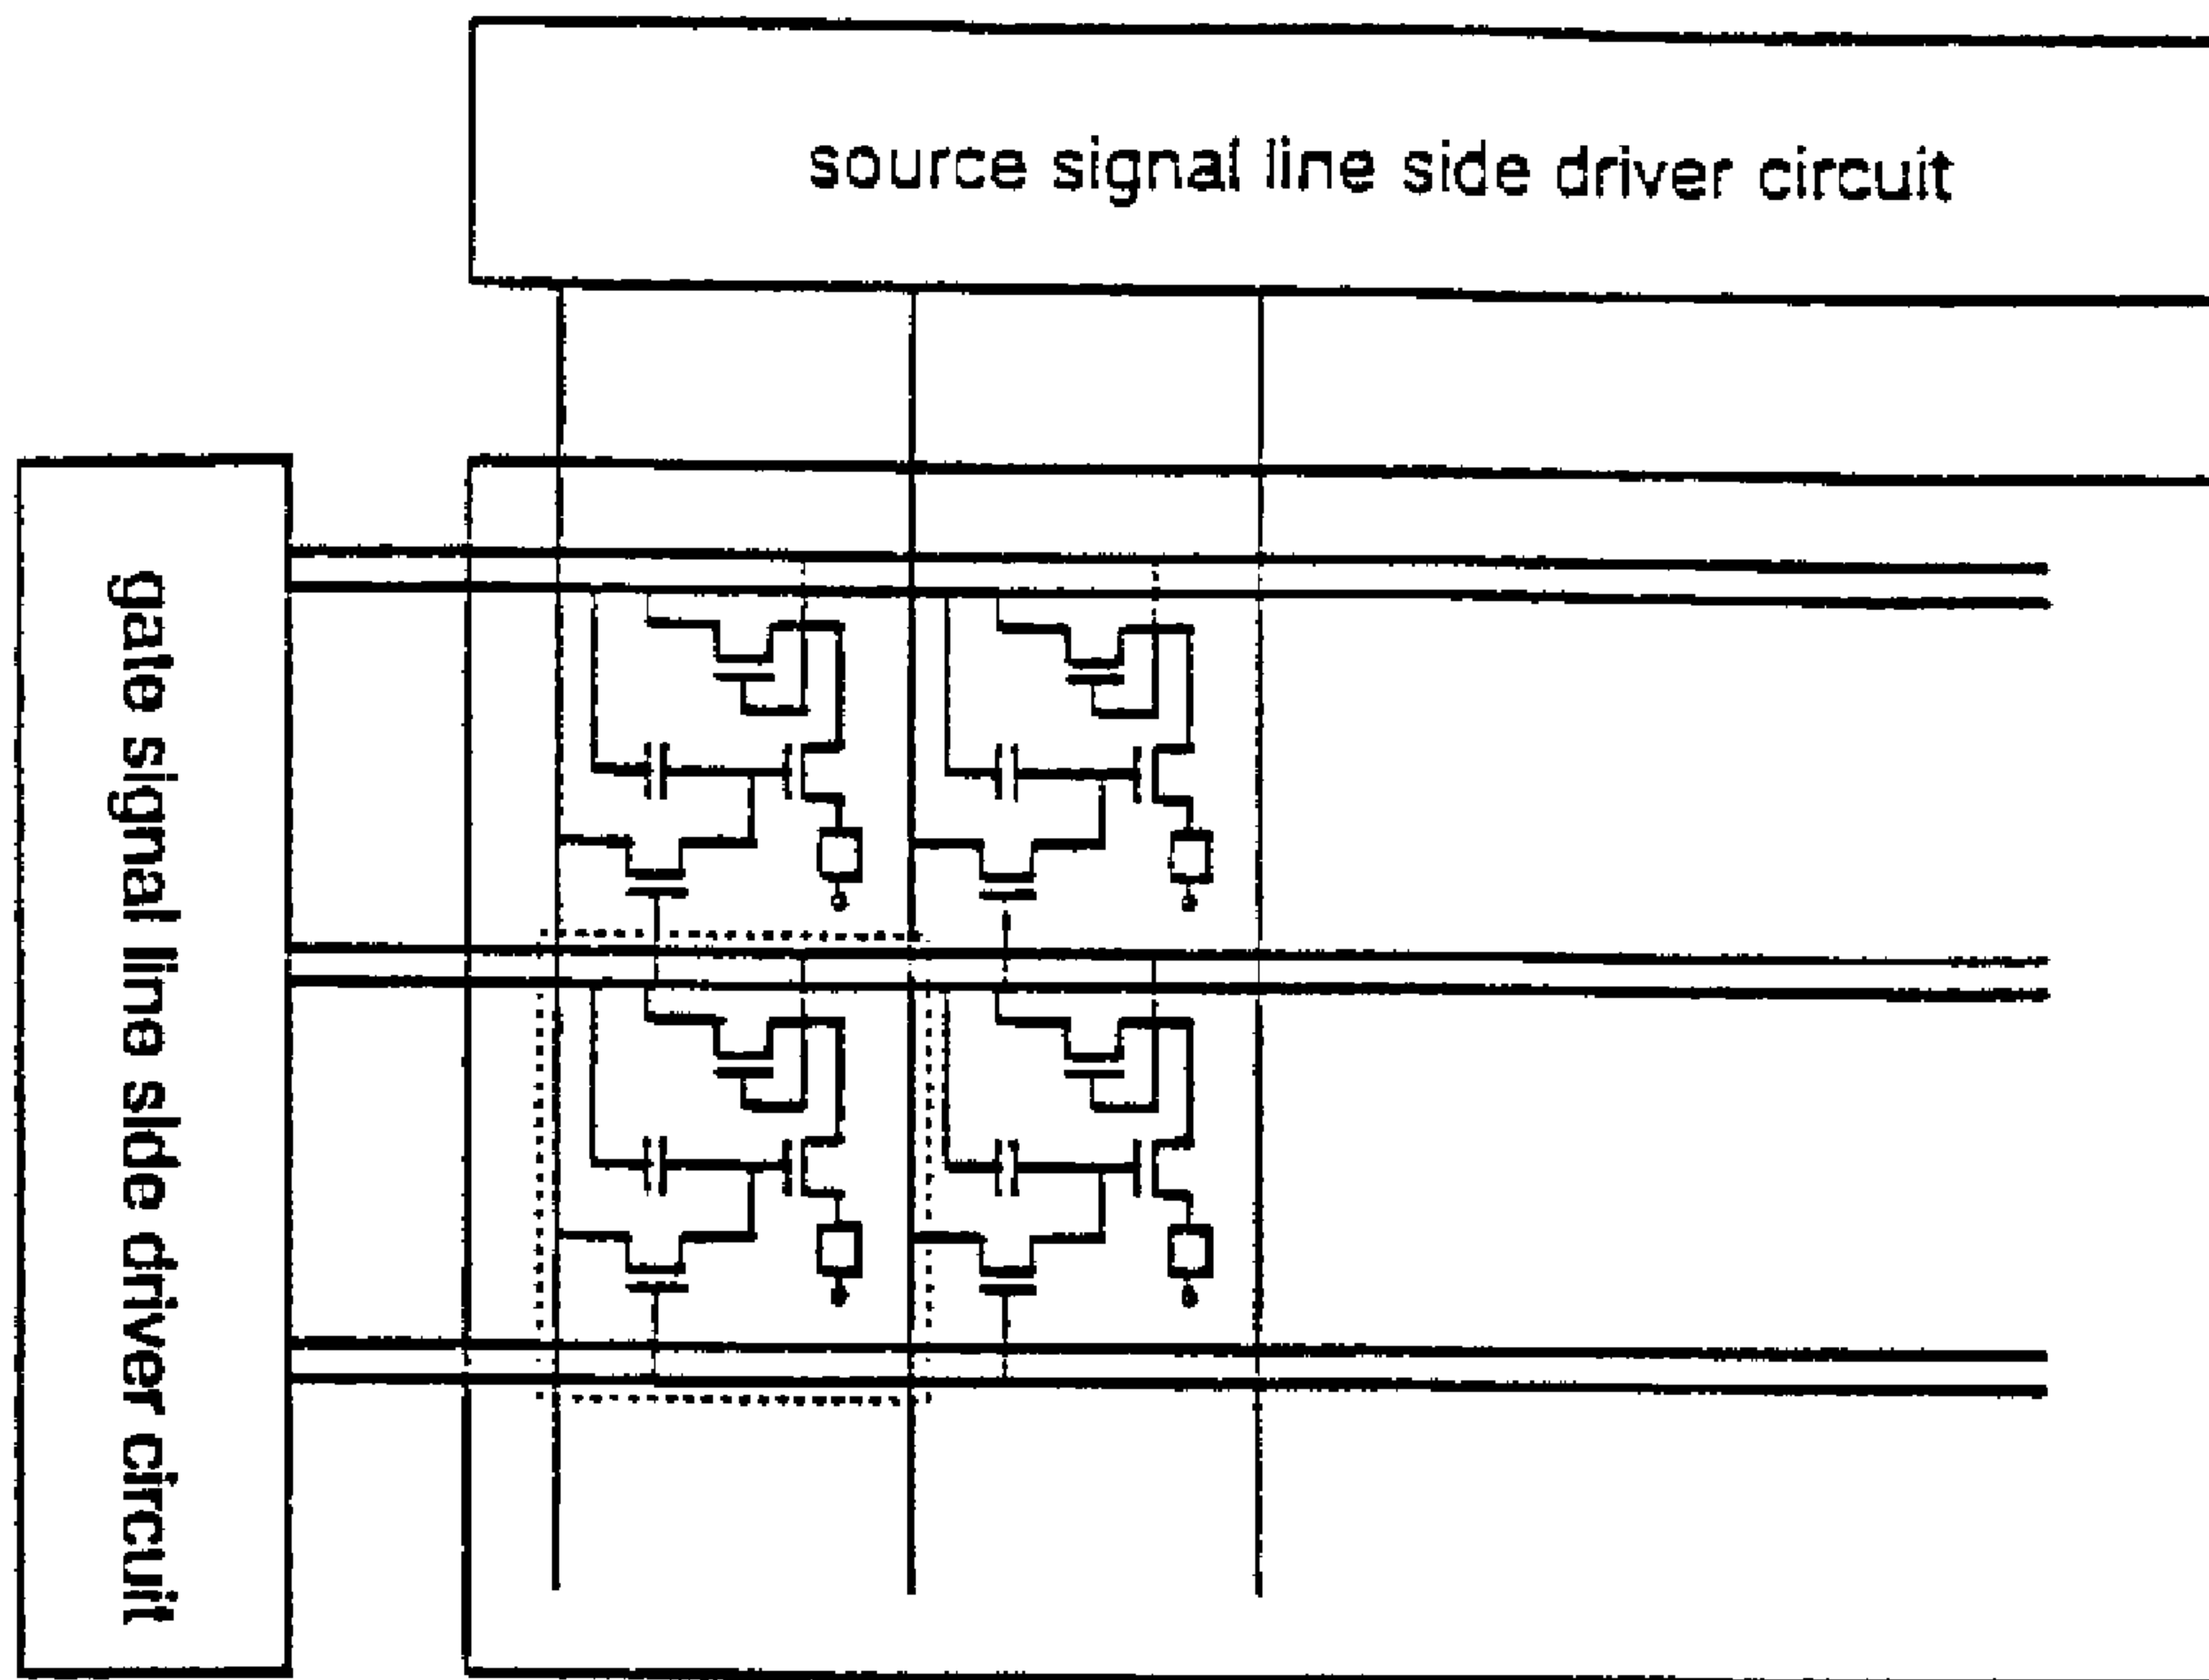 source signal line side driver circuit
gate signal line side driver circuit